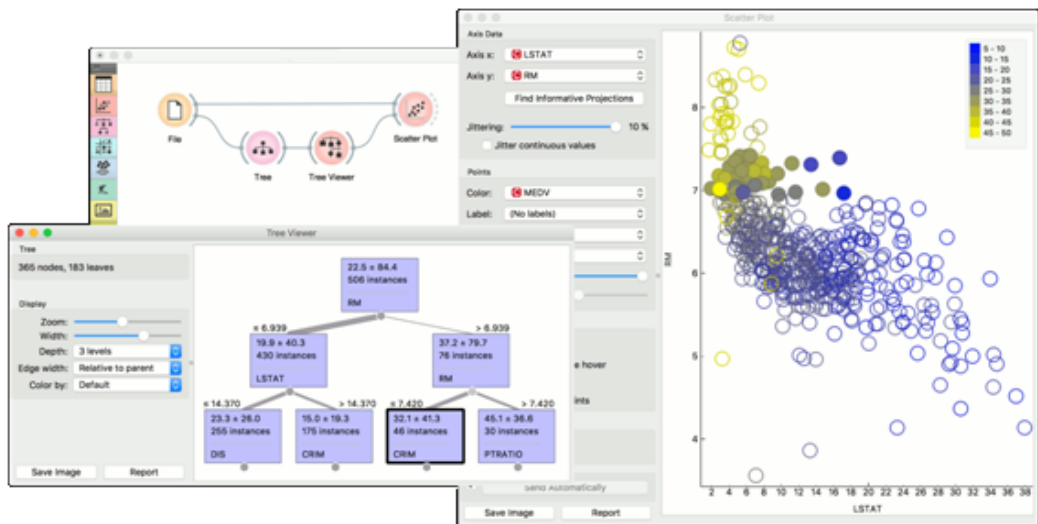 File
Tree
Tree Viewer
Scatter Plot
Tree Viewer
Tree
365 nodes, 183 leaves
Display
Zoom:
Width:
Depth: 3 levels
Edge width: Relative to parent
Color by: Default
Save Image Report
22.5 ± 84.4
506 instances
RM
≤ 6.939 > 6.939
19.9 ± 40.3
430 instances
LSTAT
37.2 ± 79.7
76 instances
RM
≤ 14.370 > 14.370 ≤ 7.420 > 7.420
23.3 ± 26.0
255 instances
DIS
15.0 ± 19.3
175 instances
CRIM
32.1 ± 41.3
46 instances
CRIM
45.1 ± 36.6
30 instances
PTRATIO
Scatter Plot
Axis Data
Axis x: C LSTAT
Axis y: C RM
Find Informative Projections
Jittering: 10 %
Jitter continuous values
Points
Color: C MEDV
Label: (No labels)
e hover
ints
Send Automatically
Save Image Report
5 - 10
10 - 15
15 - 20
20 - 25
25 - 30
30 - 35
35 - 40
40 - 45
45 - 50
RM
8
7
6
5
4
2 4 6 8 10 12 14 16 18 20 22 24 26 28 30 32 34 36 38
LSTAT